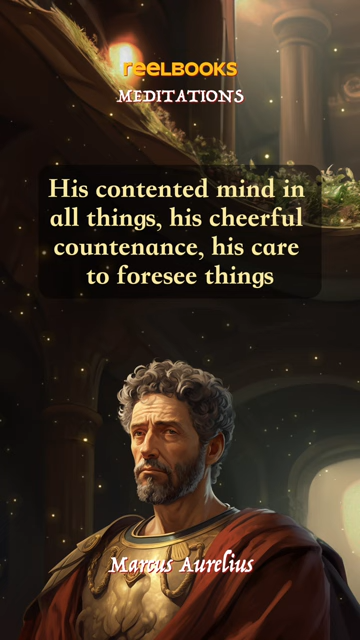 reelbooks
MEDITATIONS
His contented mind in
all things, his cheerful
countenance, his care
to foresee things
Marcus Aurelius